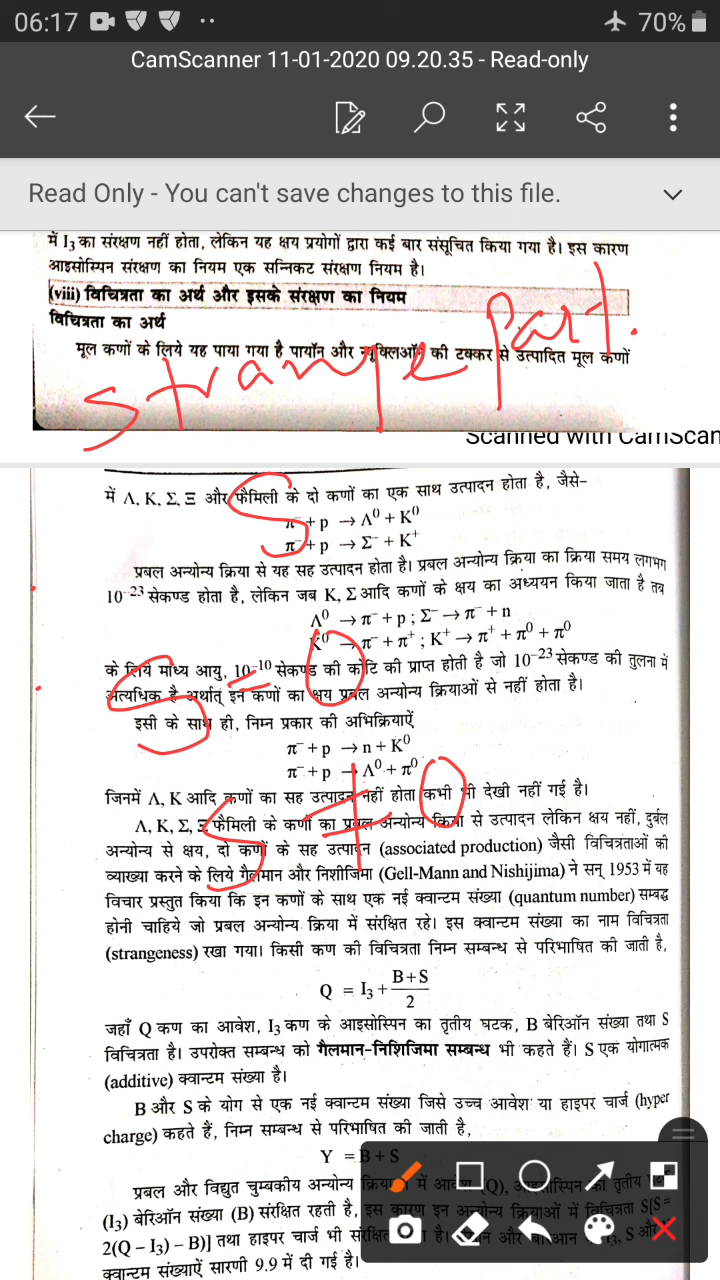 06:17 70%
CamScanner 11-01-2020 09.20.35 - Read-only
Read Only - You can't save changes to this file.
में I₃ का संरक्षण नहीं होता, लेकिन यह क्षय प्रयोगों द्वारा कई बार संसूचित किया गया है। इस कारण
आइसोस्पिन संरक्षण का नियम एक सन्निकट संरक्षण नियम है।
(viii) विचित्रता का अर्थ और इसके संरक्षण का नियम
विचित्रता का अर्थ
मूल कणों के लिये यह पाया गया है पायॉन और न्यूक्लिऑन की टक्कर से उत्पादित मूल कणों
strange part.
Scanned with CamScan
में Λ, K, Σ, Ξ और फैमिली के दो कणों का एक साथ उत्पादन होता है, जैसे–
S
π⁻ + p → Λ⁰ + K⁰
π⁻ + p → Σ⁻ + K⁺
प्रबल अन्योन्य क्रिया से यह सह उत्पादन होता है। प्रबल अन्योन्य क्रिया का क्रिया समय लगभग
10⁻²³ सेकण्ड होता है, लेकिन जब K, Σ आदि कणों के क्षय का अध्ययन किया जाता है तब
Λ⁰ → π⁻ + p ; Σ⁻ → π⁻ + n
K⁰ → π⁻ + π⁺ ; K⁺ → π⁺ + π⁰ + π⁰
के लिये माध्य आयु, 10⁻¹⁰ सेकण्ड की कोटि की प्राप्त होती है जो 10⁻²³ सेकण्ड की तुलना में
S = 0
अत्यधिक है अर्थात् इन कणों का क्षय प्रबल अन्योन्य क्रियाओं से नहीं होता है।
इसी के साथ ही, निम्न प्रकार की अभिक्रियाएँ
π⁻ + p → n + K⁰
π⁻ + p → Λ⁰ + π⁰
जिनमें Λ, K आदि कणों का सह उत्पादन नहीं होता कभी भी देखी नहीं गई है।
S ≠ 0
Λ, K, Σ, Ξ फैमिली के कणों का प्रबल अन्योन्य क्रिया से उत्पादन लेकिन क्षय नहीं, दुर्बल
अन्योन्य से क्षय, दो कणों के सह उत्पादन (associated production) जैसी विचित्रताओं की
व्याख्या करने के लिये गैलमान और निशीजिमा (Gell-Mann and Nishijima) ने सन् 1953 में यह
विचार प्रस्तुत किया कि इन कणों के साथ एक नई क्वान्टम संख्या (quantum number) सम्बद्ध
होनी चाहिये जो प्रबल अन्योन्य क्रिया में संरक्षित रहे। इस क्वान्टम संख्या का नाम विचित्रता
(strangeness) रखा गया। किसी कण की विचित्रता निम्न सम्बन्ध से परिभाषित की जाती है,
Q = I₃ + B+S
2
जहाँ Q कण का आवेश, I₃ कण के आइसोस्पिन का तृतीय घटक, B बेरिऑन संख्या तथा S
विचित्रता है। उपरोक्त सम्बन्ध को गैलमान-निशिजिमा सम्बन्ध भी कहते हैं। S एक योगात्मक
(additive) क्वान्टम संख्या है।
B और S के योग से एक नई क्वान्टम संख्या जिसे उच्च आवेश या हाइपर चार्ज (hyper
charge) कहते हैं, निम्न सम्बन्ध से परिभाषित की जाती है,
Y = B + S
प्रबल और विद्युत चुम्बकीय अन्योन्य क्रिया में आवेश (Q), आइसोस्पिन की तृतीय
(I₃) बेरिऑन संख्या (B) संरक्षित रहती है, इस कारण इन अन्योन्य क्रियाओं में विचित्रता S[S =
2(Q – I₃) – B)] तथा हाइपर चार्ज भी संरक्षित है। I₃, S और
क्वान्टम संख्याएँ सारणी 9.9 में दी गई है।